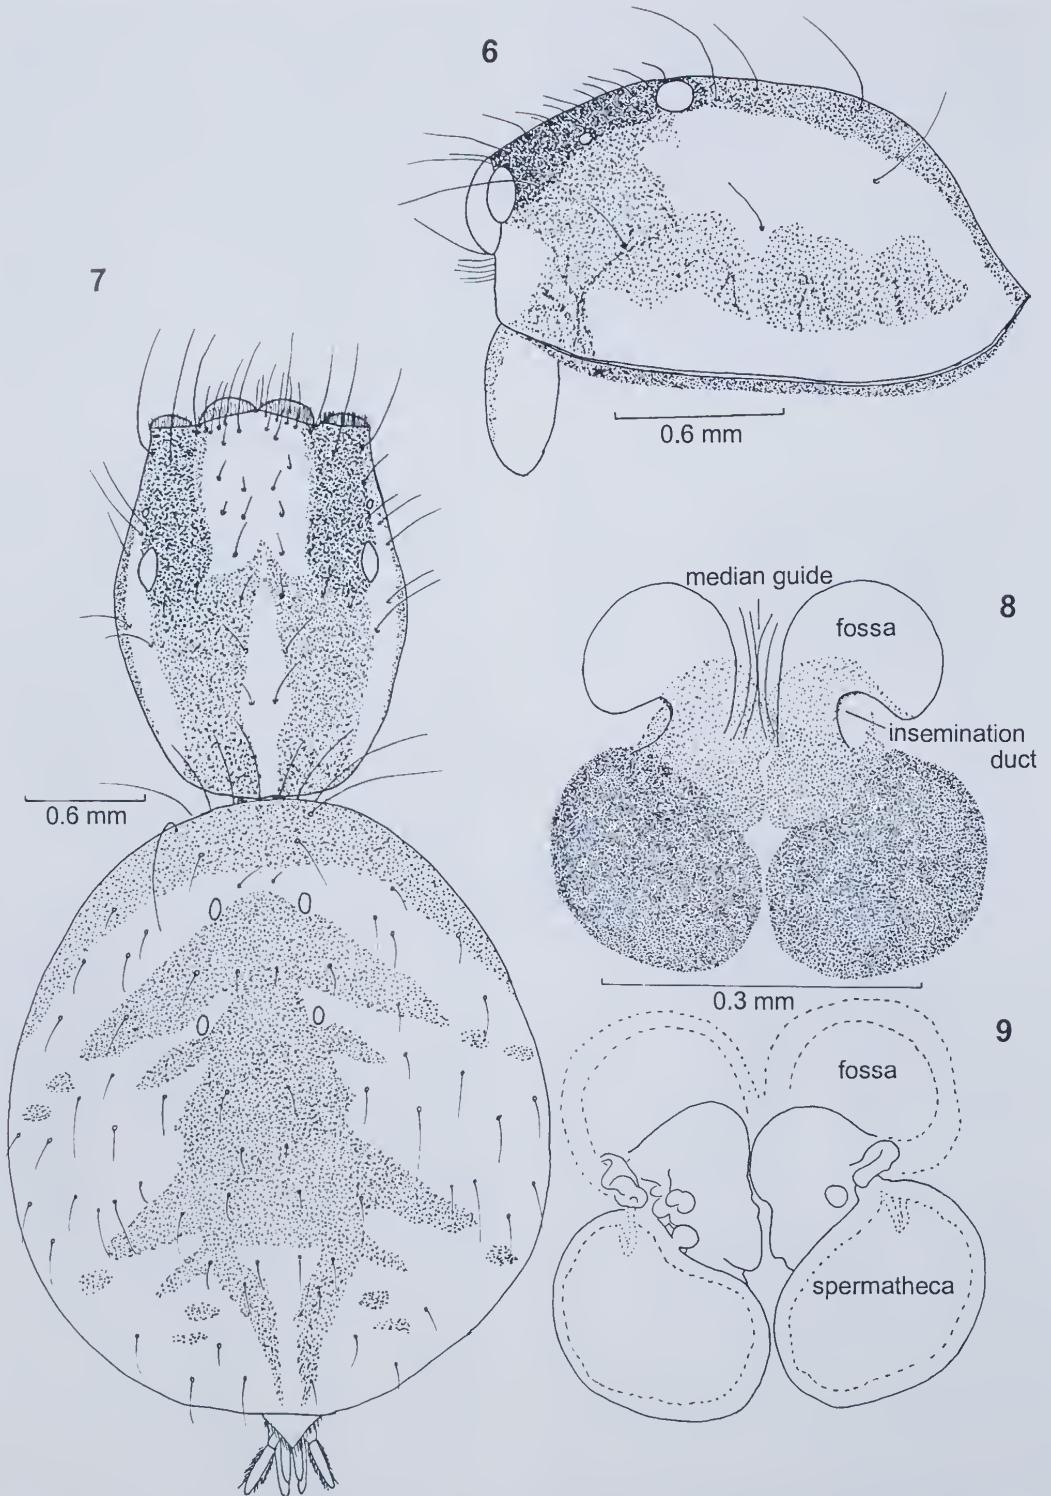 6
0.6 mm
7
0.6 mm
8
median guide
fossa
insemination
duct
0.3 mm
9
fossa
spermatheca